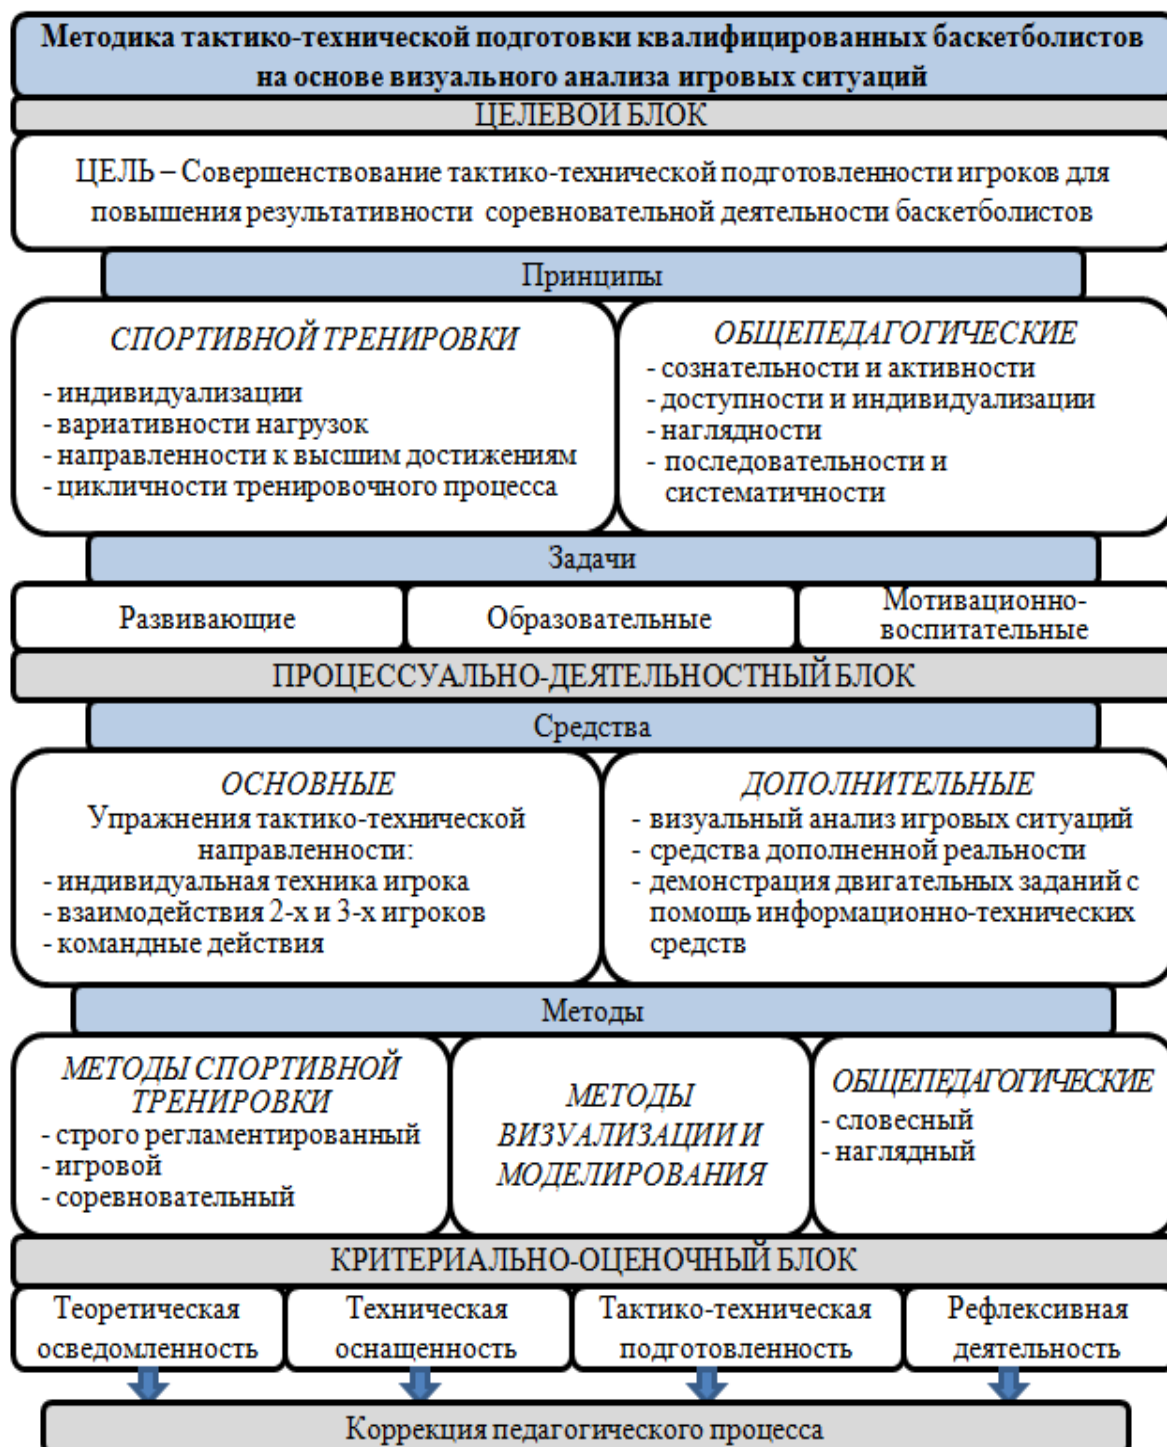 Методика тактико-технической подготовки квалифицированных баскетболистов
на основе визуального анализа игровых ситуаций
ЦЕЛЕВОЙ БЛОК
ЦЕЛЬ – Совершенствование тактико-технической подготовленности игроков для
повышения результативности соревновательной деятельности баскетболистов
Принципы
СПОРТИВНОЙ ТРЕНИРОВКИ
- индивидуализации
- вариативности нагрузок
- направленности к высшим достижениям
- цикличности тренировочного процесса
ОБЩЕПЕДАГОГИЧЕСКИЕ
- сознательности и активности
- доступности и индивидуализации
- наглядности
- последовательности и
систематичности
Задачи
Развивающие
Образовательные
Мотивационно-
воспитательные
ПРОЦЕССУАЛЬНО-ДЕЯТЕЛЬНОСТНЫЙ БЛОК
Средства
ОСНОВНЫЕ
Упражнения тактико-технической
направленности:
- индивидуальная техника игрока
- взаимодействия 2-х и 3-х игроков
- командные действия
ДОПОЛНИТЕЛЬНЫЕ
- визуальный анализ игровых ситуаций
- средства дополненной реальности
- демонстрация двигательных заданий с
помощь информационно-технических
средств
Методы
МЕТОДЫ СПОРТИВНОЙ
ТРЕНИРОВКИ
- строго регламентированный
- игровой
- соревновательный
МЕТОДЫ
ВИЗУАЛИЗАЦИИ И
МОДЕЛИРОВАНИЯ
ОБЩЕПЕДАГОГИЧЕСКИЕ
- словесный
- наглядный
КРИТЕРИАЛЬНО-ОЦЕНОЧНЫЙ БЛОК
Теоретическая
осведомленность
Техническая
оснащенность
Тактико-техническая
подготовленность
Рефлексивная
деятельность
Коррекция педагогического процесса